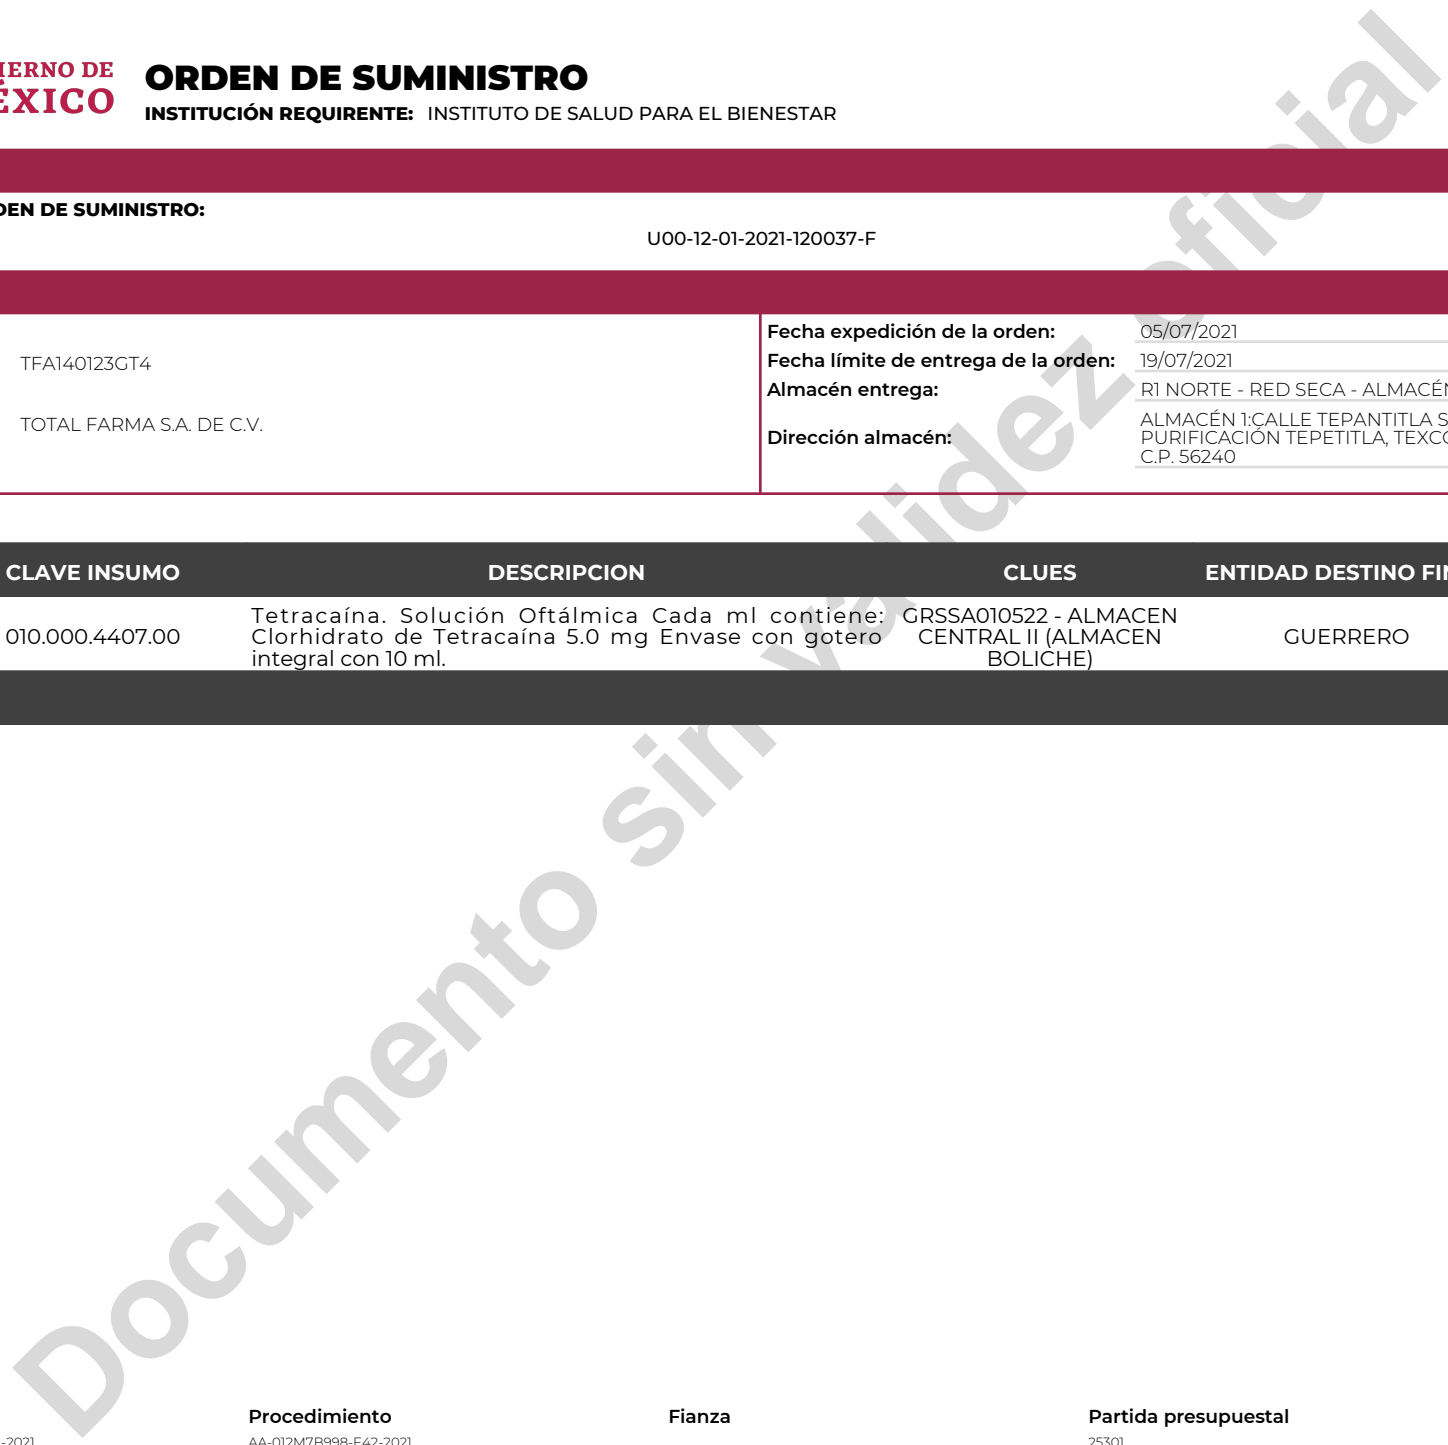 IERNO DE
ÉXICO
ORDEN DE SUMINISTRO
INSTITUCIÓN REQUIRENTE: INSTITUTO DE SALUD PARA EL BIENESTAR
DEN DE SUMINISTRO:
U00-12-01-2021-120037-F
TFA140123GT4
TOTAL FARMA S.A. DE C.V.
Fecha expedición de la orden: 05/07/2021
Fecha límite de entrega de la orden: 19/07/2021
Almacén entrega: R1 NORTE - RED SECA - ALMACÉN
Dirección almacén:
ALMACÉN 1:CALLE TEPANTITLA S
PURIFICACIÓN TEPETITLA, TEXCO
C.P. 56240
CLAVE INSUMO DESCRIPCION CLUES ENTIDAD DESTINO FIN
010.000.4407.00
Tetracaína. Solución Oftálmica Cada ml contiene:
Clorhidrato de Tetracaína 5.0 mg Envase con gotero
integral con 10 ml.
GRSSA010522 - ALMACEN
CENTRAL II (ALMACEN
BOLICHE)
GUERRERO
Documento sin validez oficial
Procedimiento Fianza Partida presupuestal
-2021 AA-012M7B998-E42-2021 25301